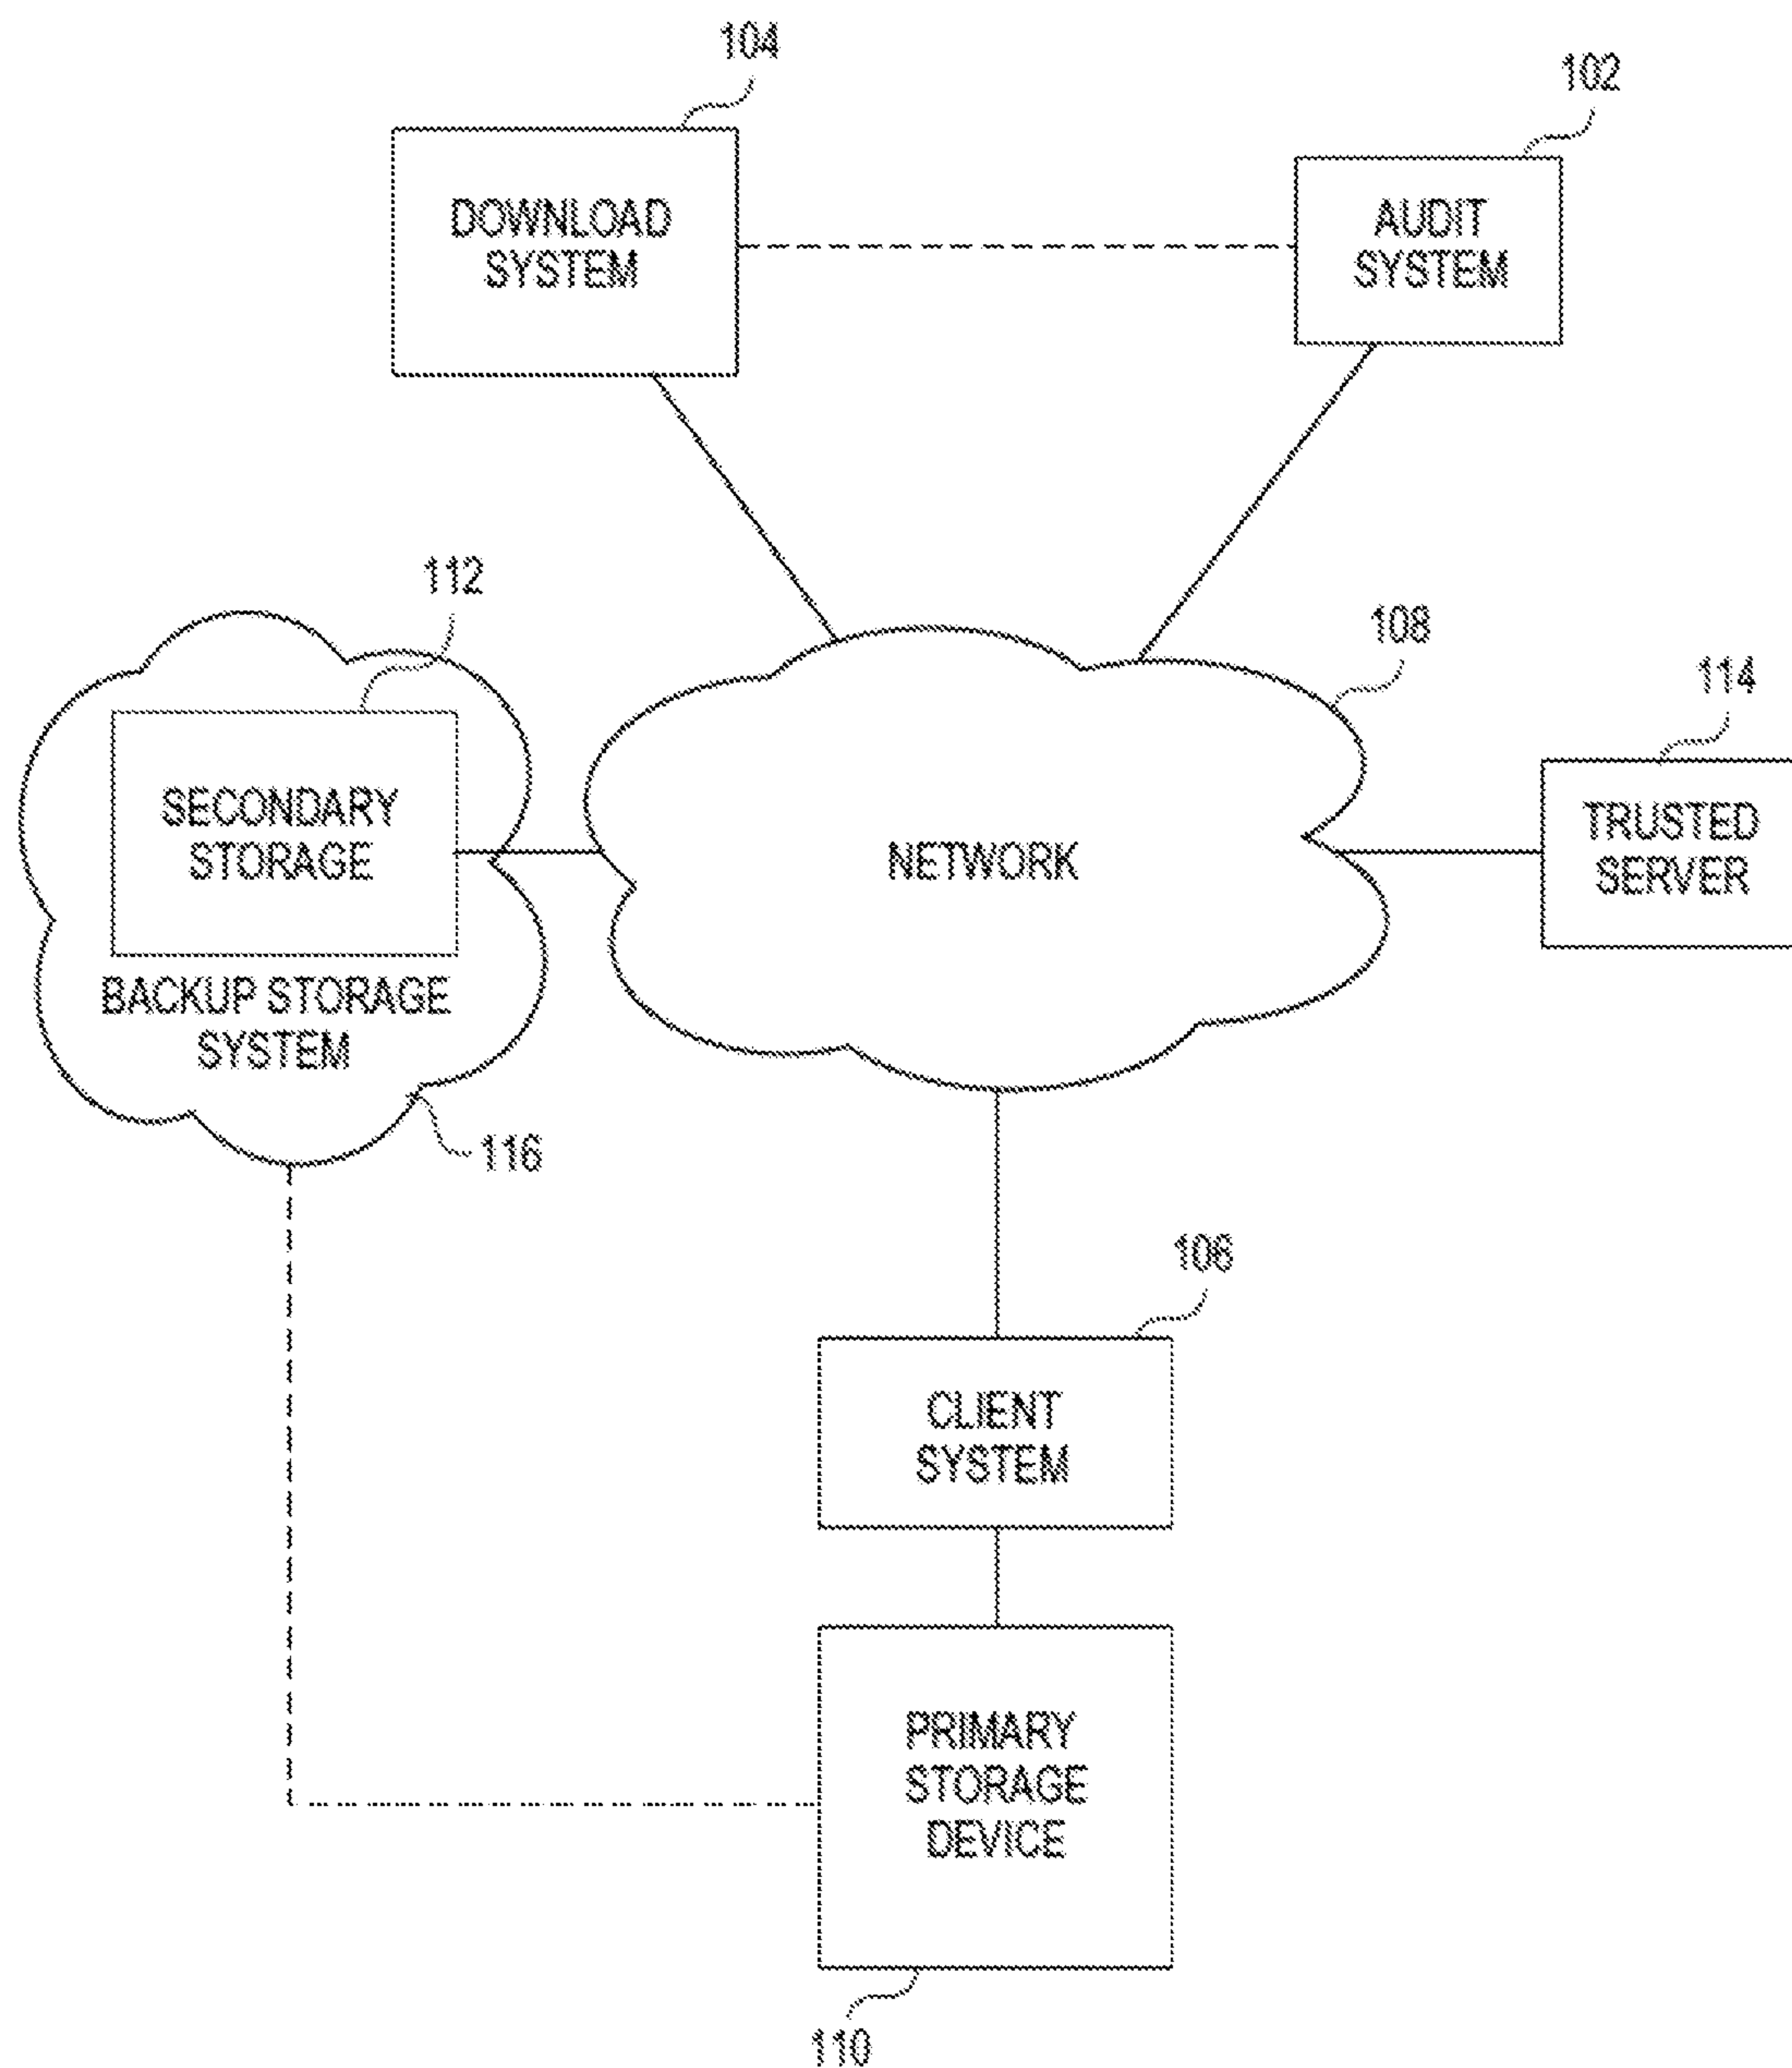 104
102
DOWNLOAD
SYSTEM
AUDIT
SYSTEM
112
108
114
SECONDARY
STORAGE
NETWORK
TRUSTED
SERVER
BACKUP STORAGE
SYSTEM
116
106
CLIENT
SYSTEM
PRIMARY
STORAGE
DEVICE
110